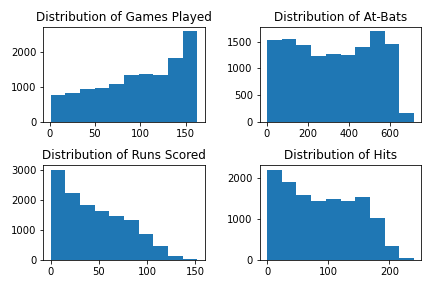 Distribution of Games Played
2000
1000
0
0 50 100 150
Distribution of At-Bats
1500
1000
500
0
0 200 400 600
Distribution of Runs Scored
3000
2000
1000
0
0 50 100 150
Distribution of Hits
2000
1000
0
0 100 200